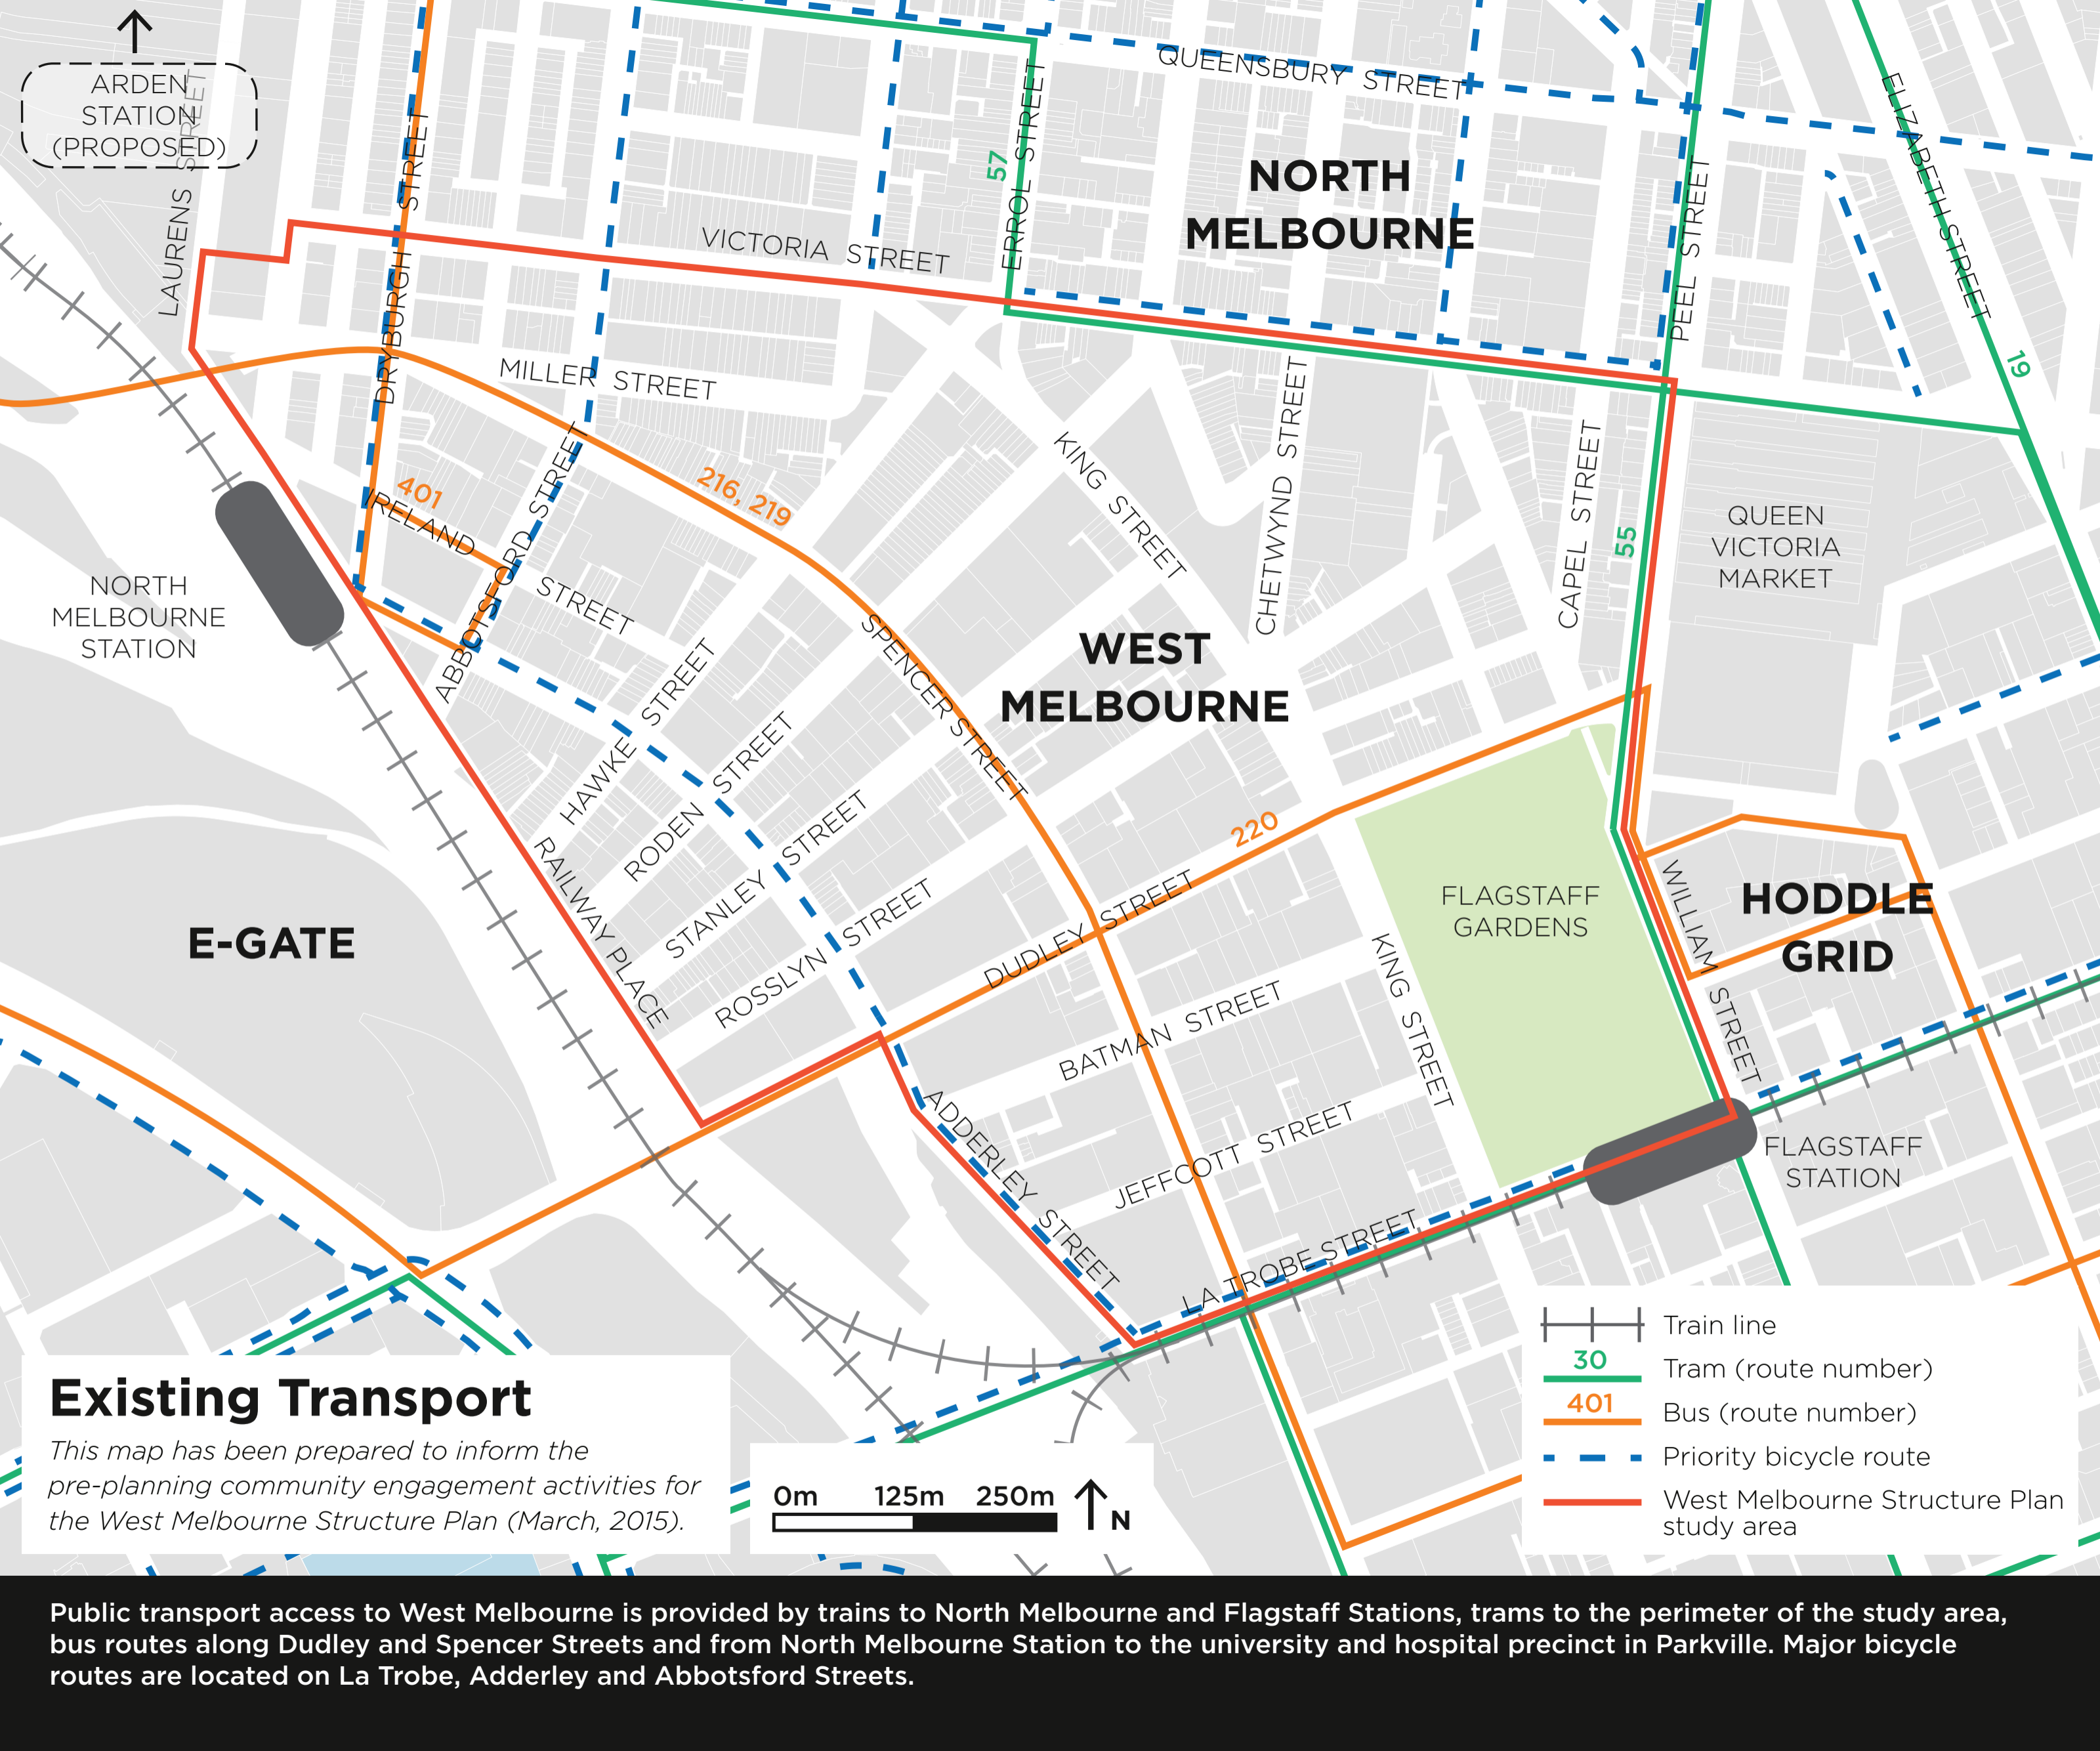 ARDEN
STATION
(PROPOSED)
LAURENS STREET
DRYBURGH STREET
VICTORIA STREET
57
ERROL STREET
QUEENSBURY STREET
NORTH
MELBOURNE
PEEL STREET
ELIZABETH STREET
19
MILLER STREET
401
IRELAND STREET
ABBOTSFORD STREET
216, 219
KING STREET
CHETWYND STREET
CAPEL STREET
55
QUEEN
VICTORIA
MARKET
NORTH
MELBOURNE
STATION
HAWKE STREET
RODEN STREET
STANLEY STREET
ROSSLYN STREET
RAILWAY PLACE
SPENCER STREET
WEST
MELBOURNE
220
DUDLEY STREET
BATMAN STREET
JEFFCOTT STREET
KING STREET
FLAGSTAFF
GARDENS
WILLIAM STREET
HODDLE
GRID
E-GATE
ADDERLEY STREET
LA TROBE STREET
FLAGSTAFF
STATION
Existing Transport
This map has been prepared to inform the
pre-planning community engagement activities for
the West Melbourne Structure Plan (March, 2015).
0m 125m 250m
N
Train line
30
Tram (route number)
401
Bus (route number)
Priority bicycle route
West Melbourne Structure Plan
study area
Public transport access to West Melbourne is provided by trains to North Melbourne and Flagstaff Stations, trams to the perimeter of the study area,
bus routes along Dudley and Spencer Streets and from North Melbourne Station to the university and hospital precinct in Parkville. Major bicycle
routes are located on La Trobe, Adderley and Abbotsford Streets.